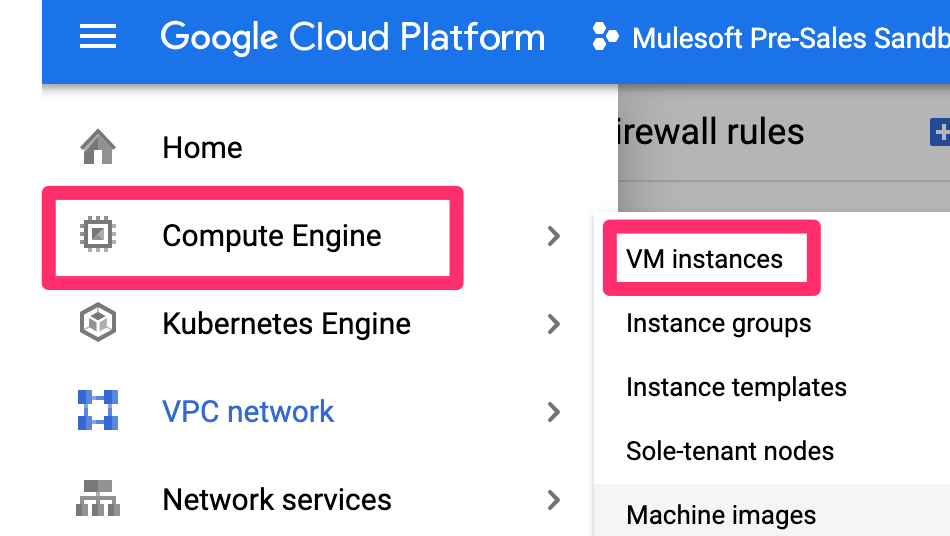 Google Cloud Platform
Mulesoft Pre-Sales
irewall rules
Home
Compute Engine
VM instances
Instance groups
Kubernetes Engine
Instance templates
VPC network
Sole-tenant nodes
Network services
Machine images